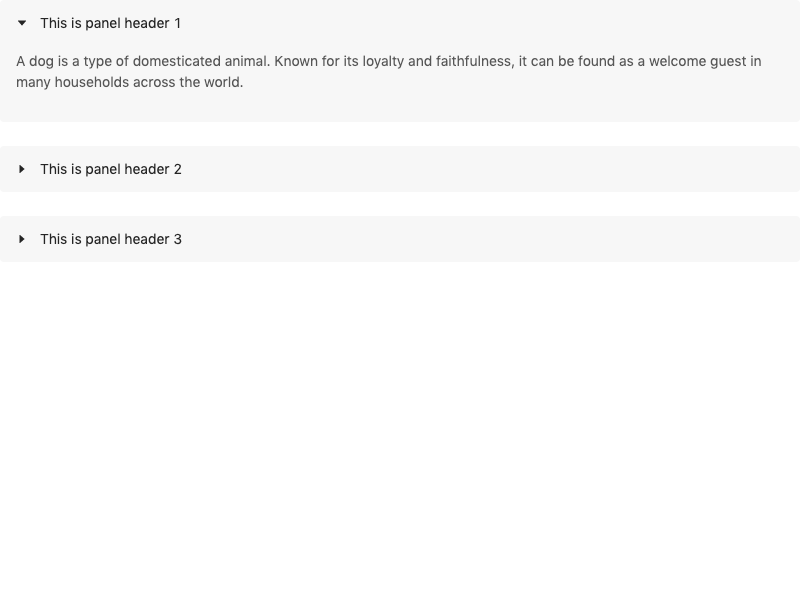 This is panel header 1
A dog is a type of domesticated animal. Known for its loyalty and faithfulness, it can be found as a welcome guest in
many households across the world.
This is panel header 2
This is panel header 3